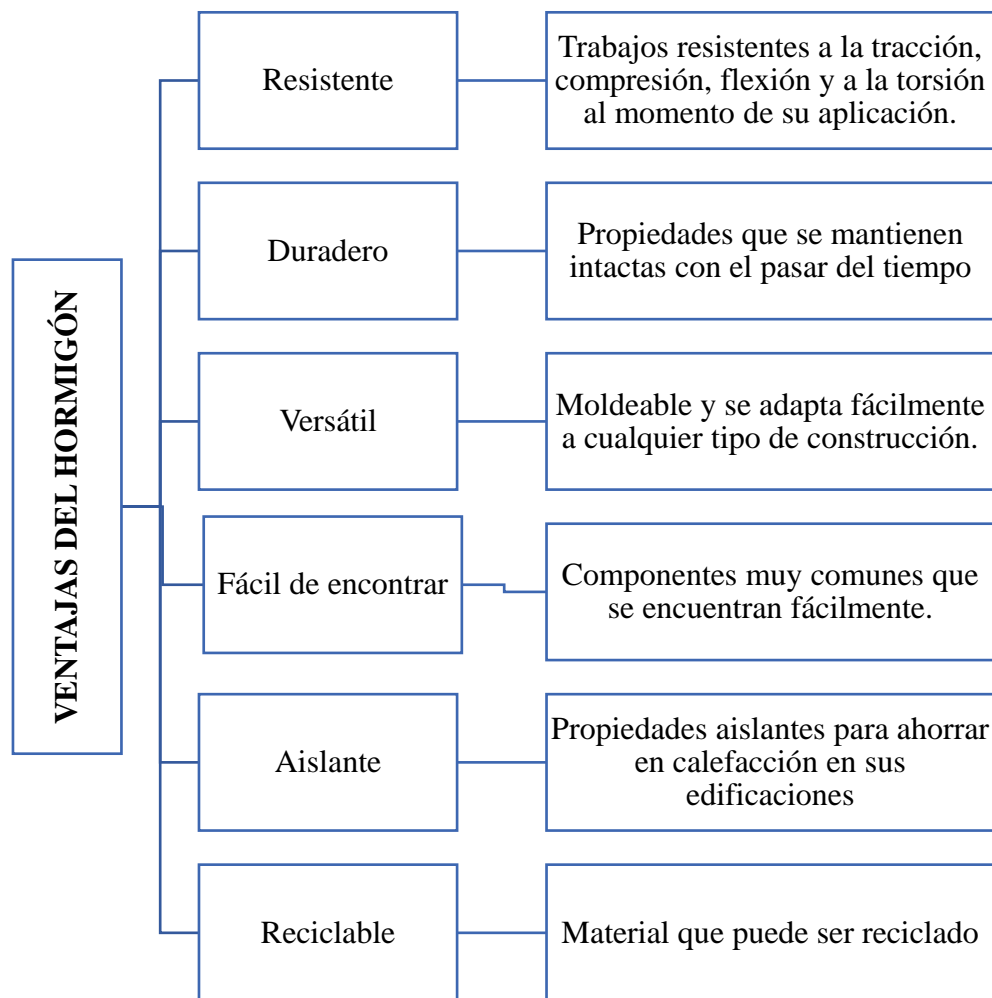 VENTAJAS DEL HORMIGÓN
Resistente
Trabajos resistentes a la tracción,
compresión, flexión y a la torsión
al momento de su aplicación.
Duradero
Propiedades que se mantienen
intactas con el pasar del tiempo
Versátil
Moldeable y se adapta fácilmente
a cualquier tipo de construcción.
Fácil de encontrar
Componentes muy comunes que
se encuentran fácilmente.
Aislante
Propiedades aislantes para ahorrar
en calefacción en sus
edificaciones
Reciclable
Material que puede ser reciclado